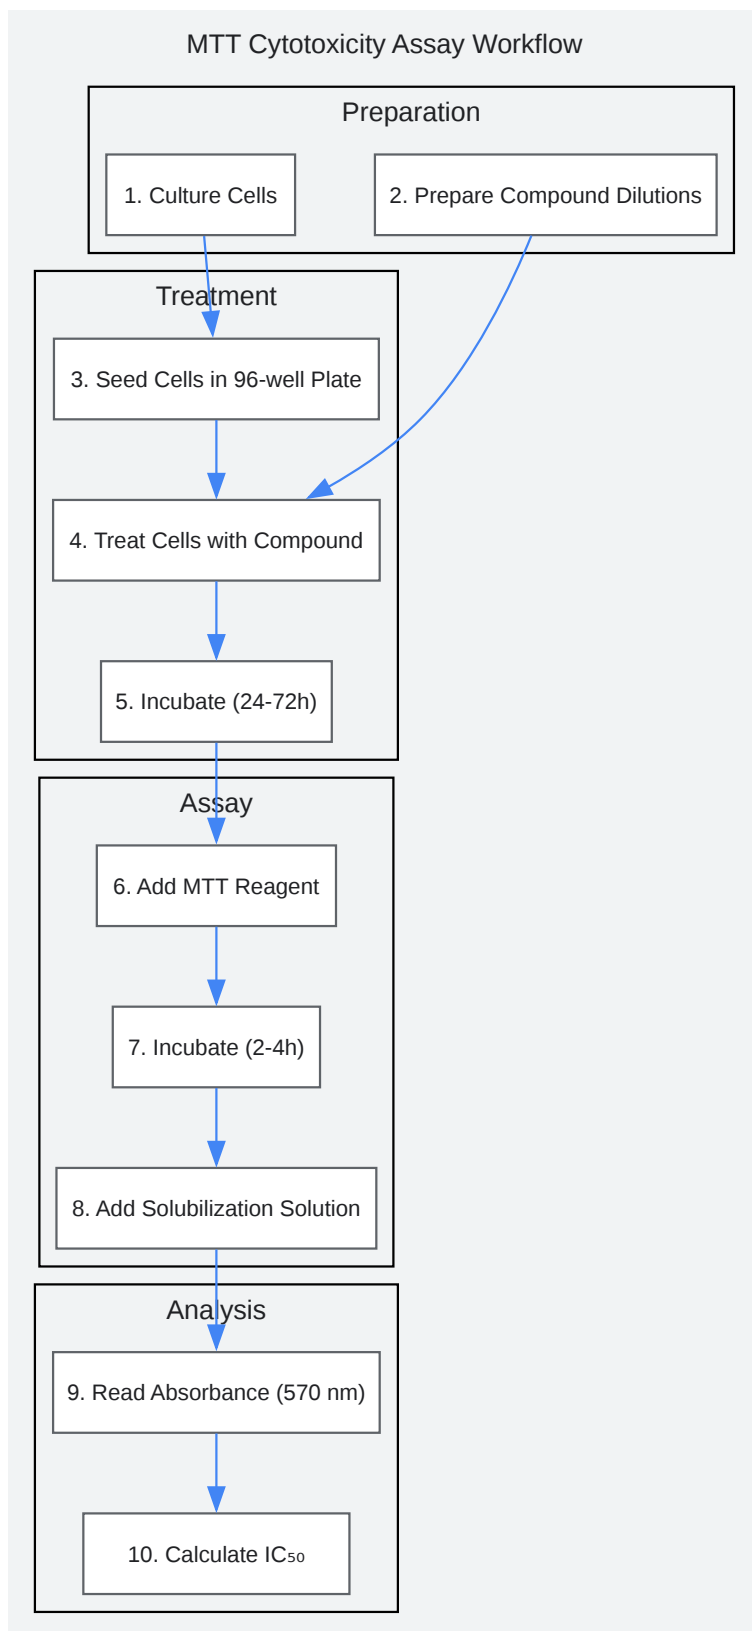 MTT Cytotoxicity Assay Workflow
Preparation
1. Culture Cells
2. Prepare Compound Dilutions
Treatment
3. Seed Cells in 96-well Plate
4. Treat Cells with Compound
5. Incubate (24-72h)
Assay
6. Add MTT Reagent
7. Incubate (2-4h)
8. Add Solubilization Solution
Analysis
9. Read Absorbance (570 nm)
10. Calculate IC₅₀